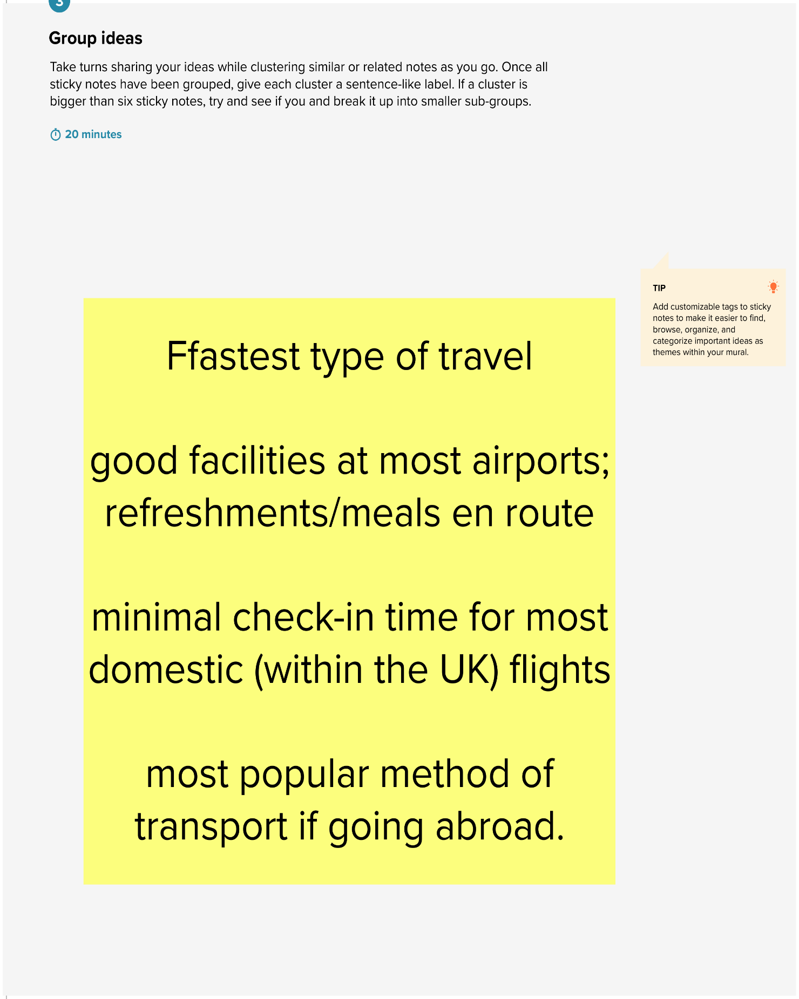 3
Group ideas
Take turns sharing your ideas while clustering similar or related notes as you go. Once all
sticky notes have been grouped, give each cluster a sentence-like label. If a cluster is
bigger than six sticky notes, try and see if you and break it up into smaller sub-groups.
20 minutes
TIP
Add customizable tags to sticky
notes to make it easier to find,
browse, organize, and
categorize important ideas as
themes within your mural.
Ffastest type of travel
good facilities at most airports;
refreshments/meals en route
minimal check-in time for most
domestic (within the UK) flights
most popular method of
transport if going abroad.